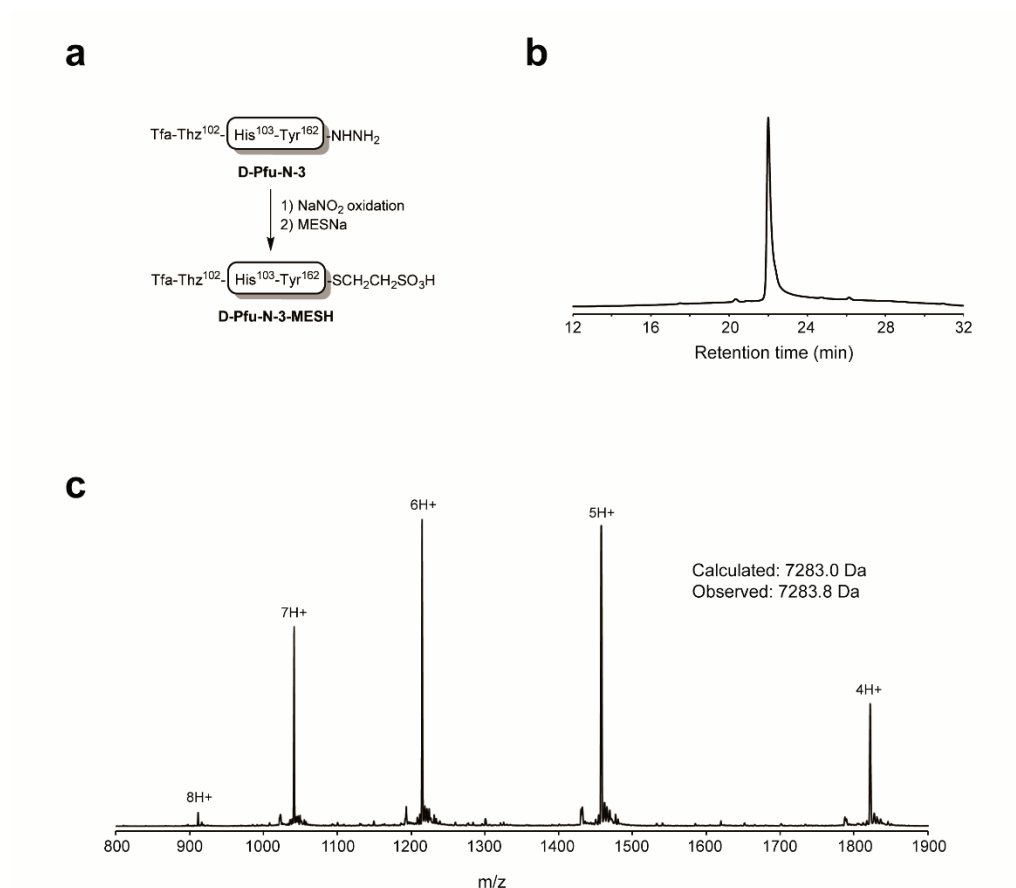 a
Tfa-Thz102-His103-Tyr162-NHNH2
D-Pfu-N-3
1) NaNO2 oxidation
2) MESNa
Tfa-Thz102-His103-Tyr162-SCH2CH2SO3H
D-Pfu-N-3-MESH
b
12 16 20 24 28 32
Retention time (min)
c
6H+
5H+
7H+
4H+
8H+
Calculated: 7283.0 Da
Observed: 7283.8 Da
800 900 1000 1100 1200 1300 1400 1500 1600 1700 1800 1900
m/z